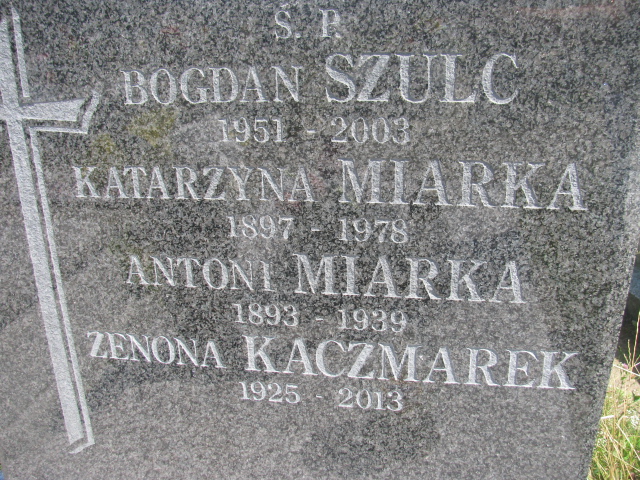 Ś. P.
BOGDAN SZULC
1951 - 2003
KATARZYNA MIARKA
1897 - 1978
ANTONI MIARKA
1893 - 1939
ZENONA KACZMAREK
1925 - 2013